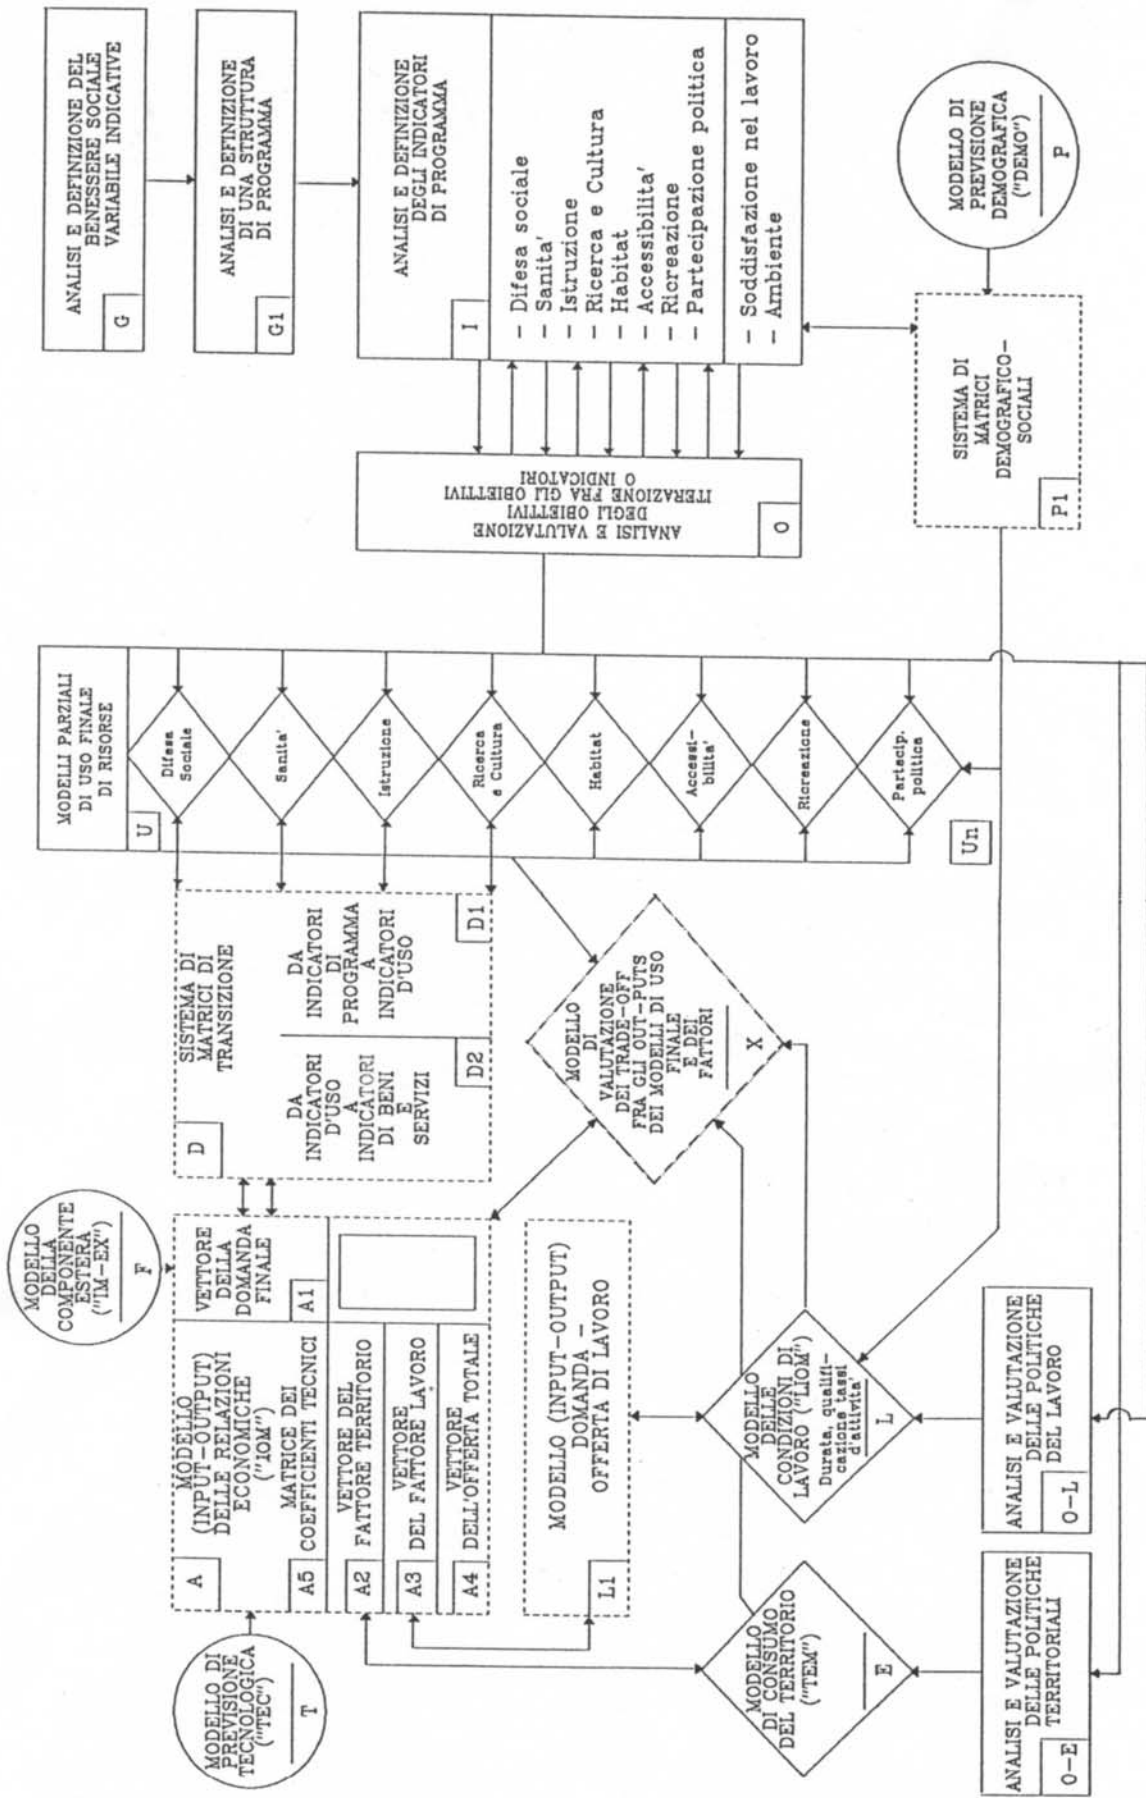 ANALISI E DEFINIZIONE DEL
BENESSERE SOCIALE
VARIABILE INDICATIVE
G
ANALISI E DEFINIZIONE
DI UNA STRUTTURA
DI PROGRAMMA
G1
ANALISI E DEFINIZIONE
DEGLI INDICATORI
DI PROGRAMMA
I
– Difesa sociale
– Sanita'
– Istruzione
– Ricerca e Cultura
– Habitat
– Accessibilita'
– Ricreazione
– Partecipazione politica
– Soddisfazione nel lavoro
– Ambiente
MODELLO DI
PREVISIONE
DEMOGRAFICA
("DEMO")
P
SISTEMA DI
MATRICI
DEMOGRAFICO–
SOCIALI
P1
ANALISI E VALUTAZIONE
DEGLI OBIETTIVI
ITERAZIONE FRA GLI OBIETTIVI
O INDICATORI
O
MODELLI PARZIALI
DI USO FINALE
DI RISORSE
U
Difesa
Sociale
Sanita'
Istruzione
Ricerca
e Cultura
Habitat
Accessi–
bilita'
Ricreazione
Partecip.
politica
Un
SISTEMA DI
MATRICI DI
TRANSIZIONE
D
DA
INDICATORI
DI
PROGRAMMA
A
INDICATORI
D'USO
D1
DA
INDICATORI
D'USO
A
INDICATORI
DI BENI
E
SERVIZI
D2
MODELLO
DI
VALUTAZIONE
DEI TRADE–OFF
FRA GLI OUT–PUTS
DEI MODELLI DI USO
FINALE
E DEI
FATTORI
X
MODELLO
DELLA
COMPONENTE
ESTERA
("IM–EX")
F
VETTORE
DELLA
DOMANDA
FINALE
A1
MODELLO
(INPUT–OUTPUT)
DELLE RELAZIONI
ECONOMICHE
("IOM")
A
MATRICE DEI
COEFFICIENTI TECNICI
A5
VETTORE DEL
FATTORE TERRITORIO
A2
VETTORE
DEL FATTORE LAVORO
A3
VETTORE
DELL'OFFERTA TOTALE
A4
MODELLO DI
PREVISIONE
TECNOLOGICA
("TEC")
T
MODELLO (INPUT–OUTPUT)
DOMANDA –
OFFERTA DI LAVORO
L1
MODELLO
DELLE
CONDIZIONI DI
LAVORO ("LIOM")
Durata, qualifi–
cazione tassi
d'attivita'
L
MODELLO
DI CONSUMO
DEL TERRITORIO
("TEM")
E
ANALISI E VALUTAZIONE
DELLE POLITICHE
DEL LAVORO
O–L
ANALISI E VALUTAZIONE
DELLE POLITICHE
TERRITORIALI
O–E